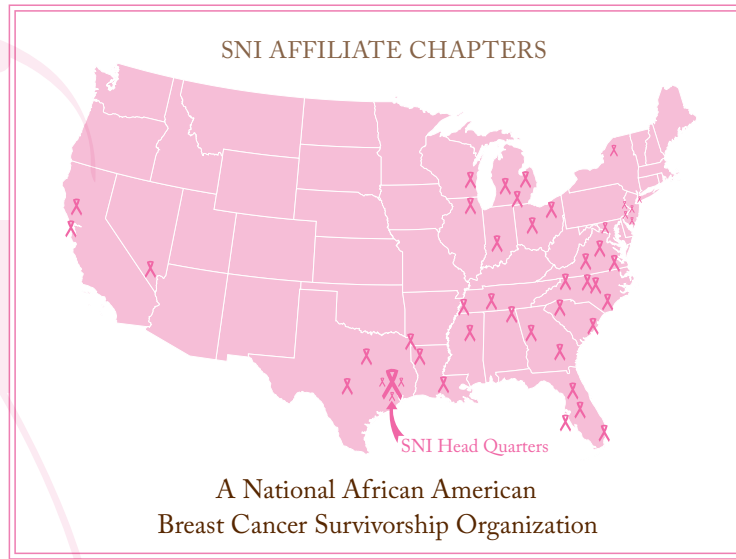 SNI AFFILIATE CHAPTERS
SNI Head Quarters
A National African American
Breast Cancer Survivorship Organization